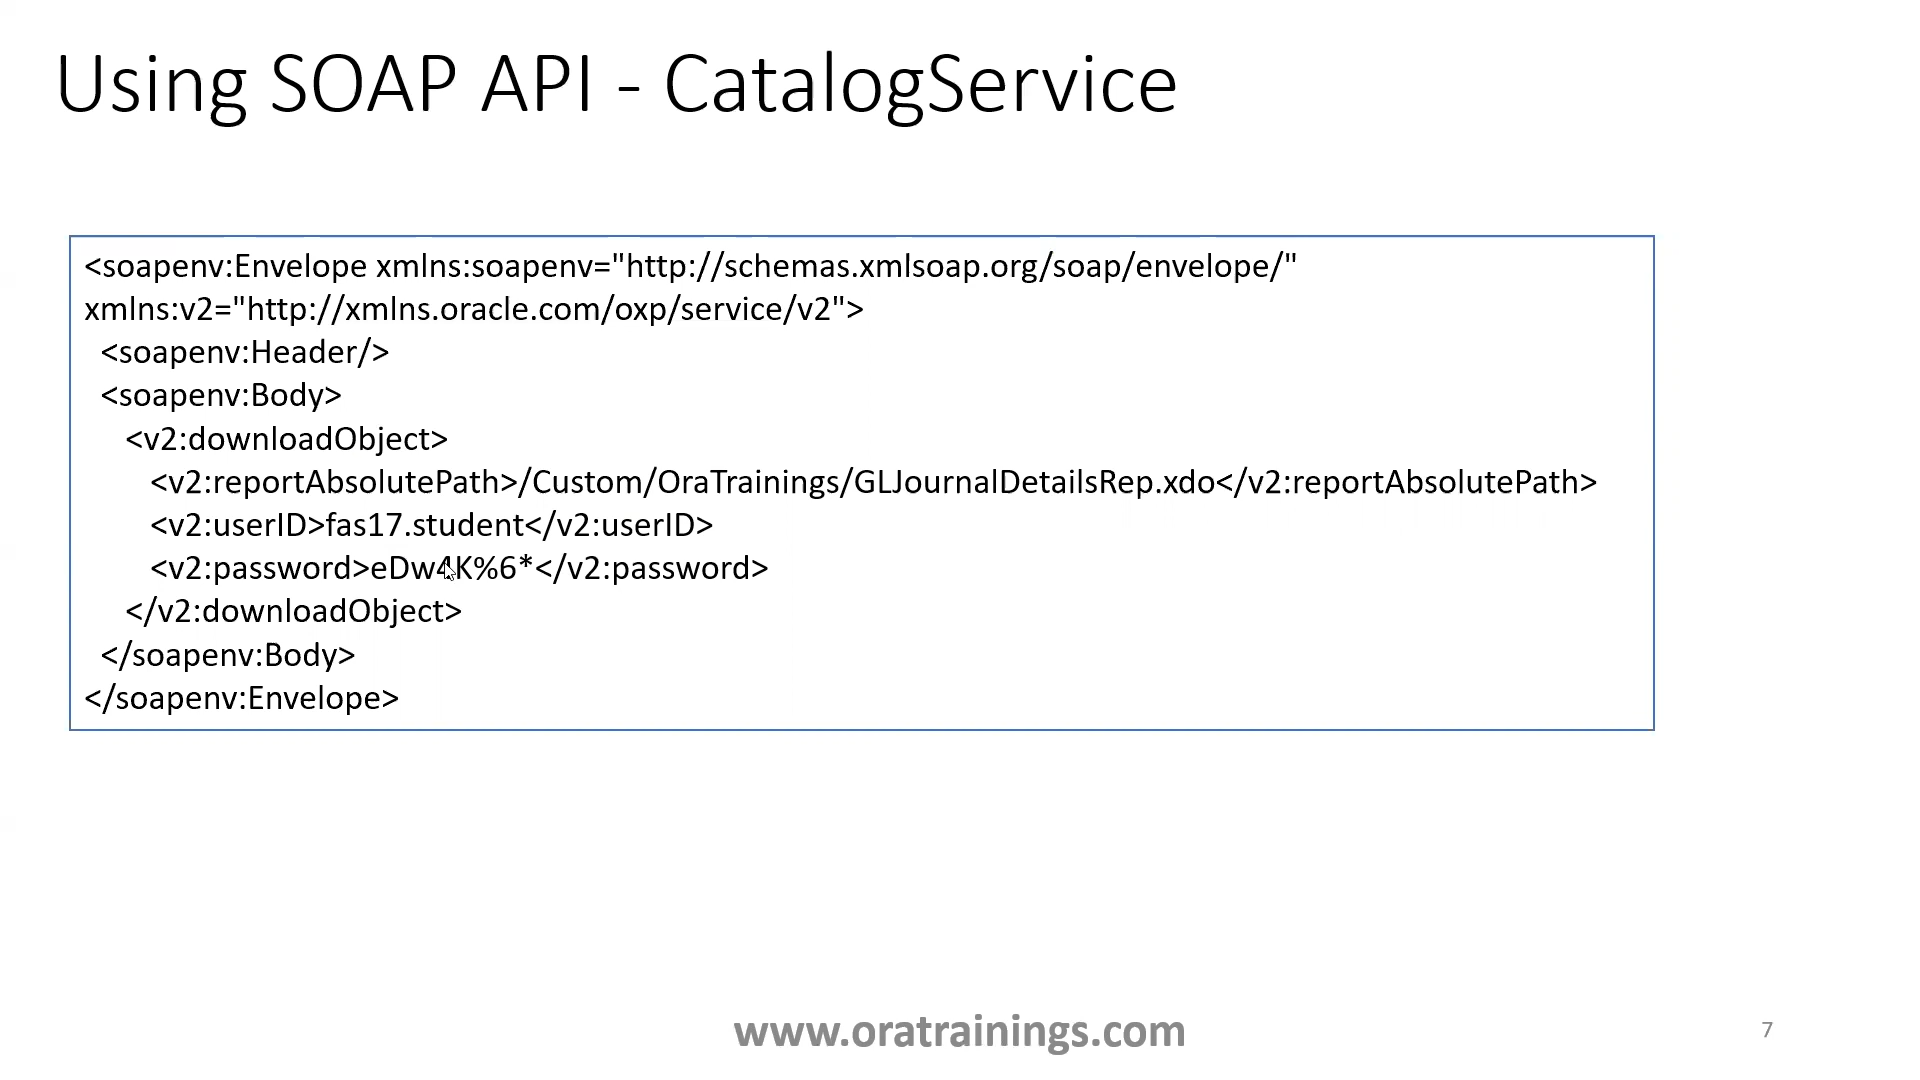 Using SOAP API - CatalogService
<soapenv:Envelope xmlns:soapenv="http://schemas.xmlsoap.org/soap/envelope/"
xmlns:v2="http://xmlns.oracle.com/oxp/service/v2">
<soapenv:Header/>
<soapenv:Body>
<v2:downloadObject>
<v2:reportAbsolutePath>/Custom/OraTrainings/GLJournalDetailsRep.xdo</v2:reportAbsolutePath>
<v2:userID>fas17.student</v2:userID>
<v2:password>eDw4K%6*</v2:password>
</v2:downloadObject>
</soapenv:Body>
</soapenv:Envelope>
www.oratrainings.com
7